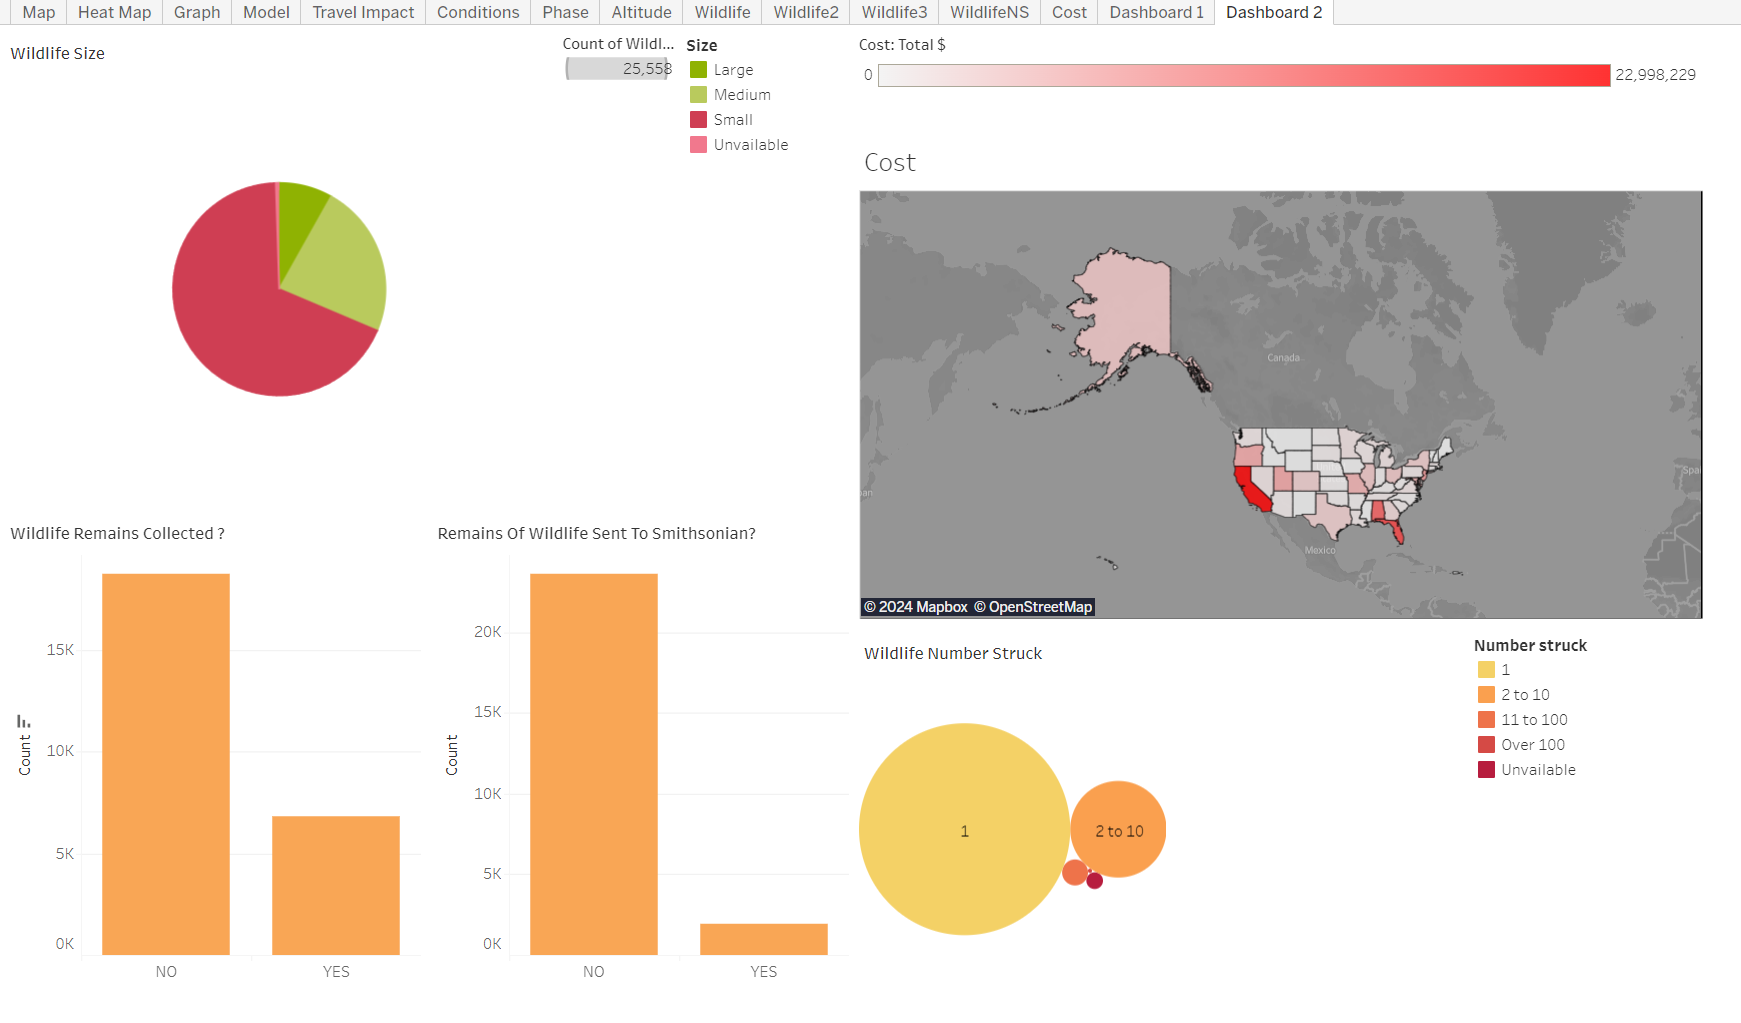 Map Heat Map Graph Model Travel Impact Conditions Phase Altitude Wildlife Wildlife2 Wildlife3 WildlifeNS Cost Dashboard 1 Dashboard 2
Wildlife Size
Count of Wildl...
25,558
Size
Large
Medium
Small
Unvailable
Cost: Total $
0
22,998,229
Cost
Canada
Mexico
© 2024 Mapbox © OpenStreetMap
Wildlife Remains Collected ?
Count
15K
10K
5K
0K
NO
YES
Remains Of Wildlife Sent To Smithsonian?
Count
20K
15K
10K
5K
0K
NO
YES
Wildlife Number Struck
1
2 to 10
Number struck
1
2 to 10
11 to 100
Over 100
Unvailable